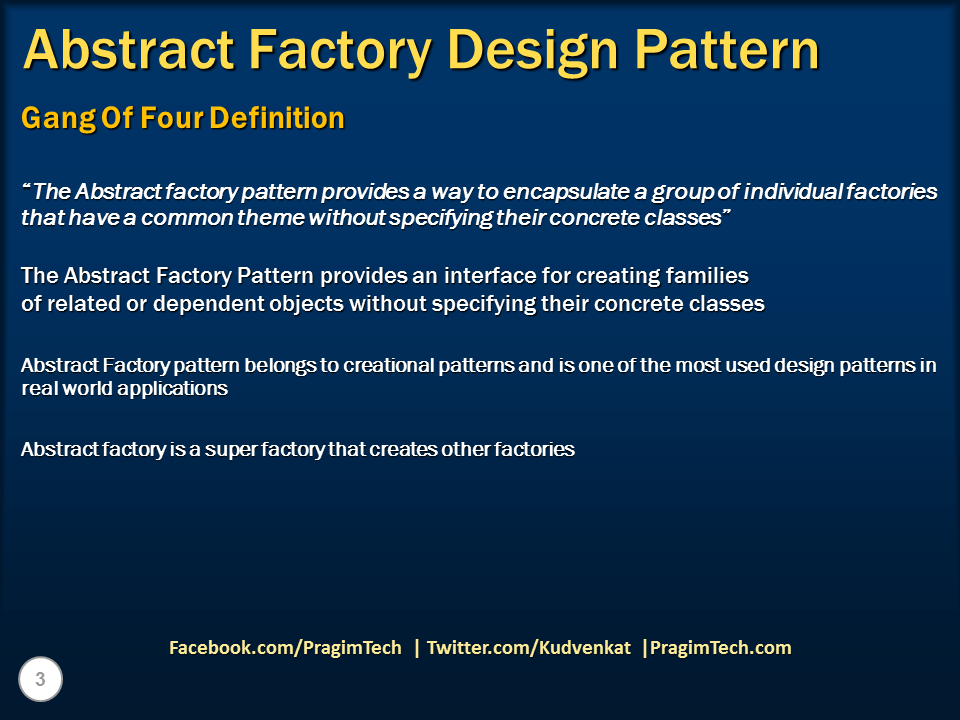 Abstract Factory Design Pattern
Gang Of Four Definition
“The Abstract factory pattern provides a way to encapsulate a group of individual factories
that have a common theme without specifying their concrete classes”
The Abstract Factory Pattern provides an interface for creating families
of related or dependent objects without specifying their concrete classes
Abstract Factory pattern belongs to creational patterns and is one of the most used design patterns in
real world applications
Abstract factory is a super factory that creates other factories
Facebook.com/PragimTech | Twitter.com/Kudvenkat |PragimTech.com
3